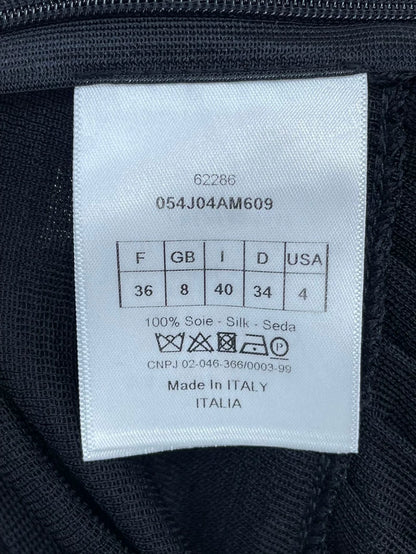 62286
054J04AM609
F GB I D USA
36 8 40 34 4
100% Soie - Silk - Seda
P
CNPJ 02-046-366/0003-99
Made In ITALY
ITALIA